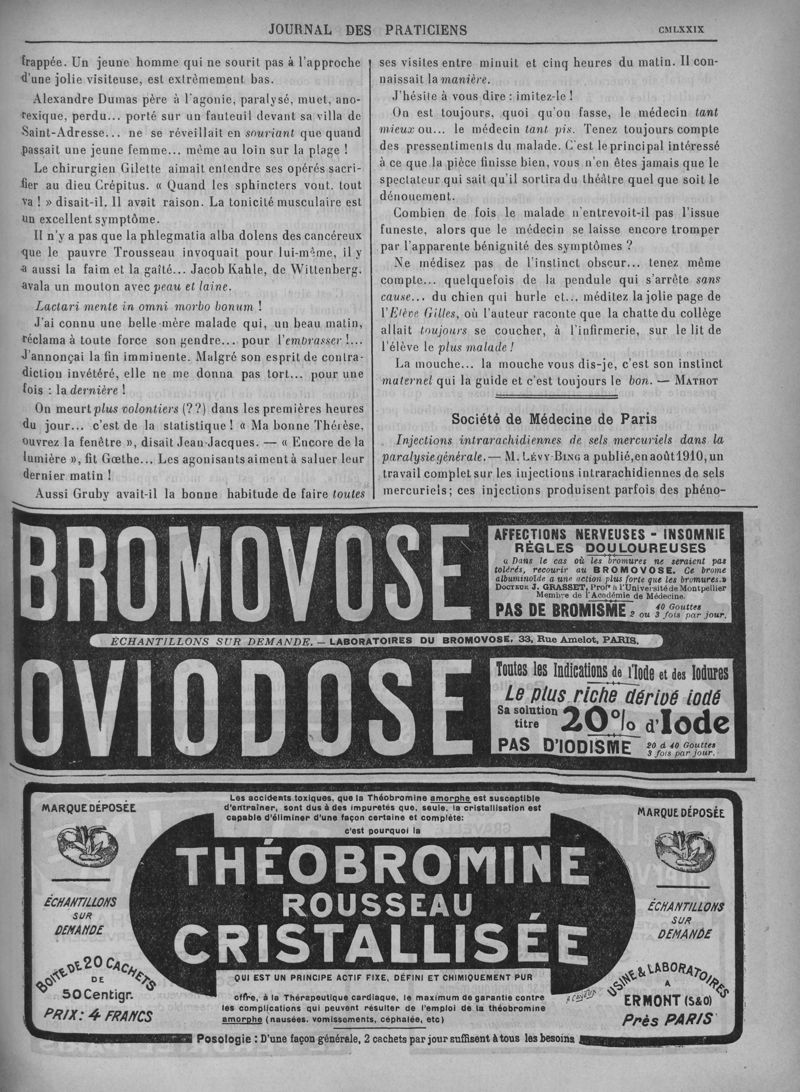 JOURNAL DES PRATICIENS
CMLXXIX
frappée. Un jeune homme qui ne sourit pas à l'approche
d'une jolie visiteuse, est extrêmement bas.
Alexandre Dumas père à l'agonie, paralysé, muet, ano-
rexique, perdu... porté sur un fauteuil devant sa villa de
Saint-Adresse... ne se réveillait en souriant que quand
passait une jeune femme... même au loin sur la plage !
Le chirurgien Gilette aimait entendre ses opérés sacri-
fier au dieu Crépitus. « Quand les sphincters vont, tout
va ! » disait-il. Il avait raison. La tonicité musculaire est
un excellent symptôme.
Il n'y a pas que la phlegmatia alba dolens des cancéreux
que le pauvre Trousseau invoquait pour lui-même, il y
a aussi la faim et la gaîté... Jacob Kahle, de Wittenberg,
avala un mouton avec peau et laine.
Lactari mente in omni morbo bonum !
J'ai connu une belle-mère malade qui, un beau matin,
réclama à toute force son gendre... pour l'embrasser !...
J'annonçai la fin imminente. Malgré son esprit de contra-
diction invétéré, elle ne me donna pas tort... pour une
fois : la dernière !
On meurt plus volontiers (??) dans les premières heures
du jour... c'est de la statistique ! « Ma bonne Thérèse,
ouvrez la fenêtre », disait Jean-Jacques. — « Encore de la
lumière », fit Gœthe... Les agonisants aiment à saluer leur
dernier matin !
Aussi Gruby avait-il la bonne habitude de faire toutes
ses visites entre minuit et cinq heures du matin. Il con-
naissait la manière.
J'hésite à vous dire : imitez-le !
On est toujours, quoi qu'on fasse, le médecin tant
mieux ou... le médecin tant pis. Tenez toujours compte
des pressentiments du malade. C'est le principal intéressé
à ce que la pièce finisse bien, vous n'en êtes jamais que le
spectateur qui sait qu'il sortira du théâtre quel que soit le
dénouement.
Combien de fois le malade n'entrevoit-il pas l'issue
funeste, alors que le médecin se laisse encore tromper
par l'apparente bénignité des symptômes ?
Ne médisez pas de l'instinct obscur... tenez même
compte... quelquefois de la pendule qui s'arrête sans
cause... du chien qui hurle et... méditez la jolie page de
l'Elève Gilles, où l'auteur raconte que la chatte du collège
allait toujours se coucher, à l'infirmerie, sur le lit de
l'élève le plus malade !
La mouche... la mouche vous dis-je, c'est son instinct
maternel qui la guide et c'est toujours le bon. — MATHOT
Société de Médecine de Paris
Injections intrarachidiennes de sels mercuriels dans la
paralysie générale. — M. LÉVY-BING a publié, en août 1910, un
travail complet sur les injections intrarachidiennes de sels
mercuriels ; ces injections produisent parfois des phéno-
BROMOVOSE
AFFECTIONS NERVEUSES - INSOMNIE
RÈGLES DOULOUREUSES
« Dans le cas où les bromures ne seraient pas
tolérés, recourir au BROMOVOSE. Ce brome
albuminoïde a une action plus forte que les bromures.»
DOCTEUR J. GRASSET, Profr à l'Université de Montpellier
Membre de l'Académie de Médecine.
PAS DE BROMISME 40 Gouttes
2 ou 3 fois par jour.
ÉCHANTILLONS SUR DEMANDE. — LABORATOIRES DU BROMOVOSE, 33, Rue Amelot, PARIS.
OVIODOSE
Toutes les Indications de l'Iode et des Iodures
Le plus riche dérivé iodé
Sa solution titre 20% d'Iode
PAS D'IODISME 20 à 40 Gouttes
3 fois par jour.
Les accidents toxiques, que la Théobromine amorphe est susceptible
d'entraîner, sont dus à des impuretés que, seule, la cristallisation est
capable d'éliminer d'une façon certaine et complète:
c'est pourquoi la
MARQUE DÉPOSÉE
ÉCHANTILLONS
SUR
DEMANDE
BOITE DE 20 CACHETS
DE
50 Centigr.
PRIX: 4 FRANCS
THÉOBROMINE
ROUSSEAU
CRISTALLISÉE
QUI EST UN PRINCIPE ACTIF FIXE, DÉFINI ET CHIMIQUEMENT PUR
offre, à la Thérapeutique cardiaque, le maximum de garantie contre
les complications qui peuvent résulter de l'emploi de la théobromine
amorphe (nausées, vomissements, céphalée, etc)
MARQUE DÉPOSÉE
ÉCHANTILLONS
SUR
DEMANDE
USINE & LABORATOIRES
A
ERMONT (S&O)
Près PARIS
Posologie : D'une façon générale, 2 cachets par jour suffisent à tous les besoins